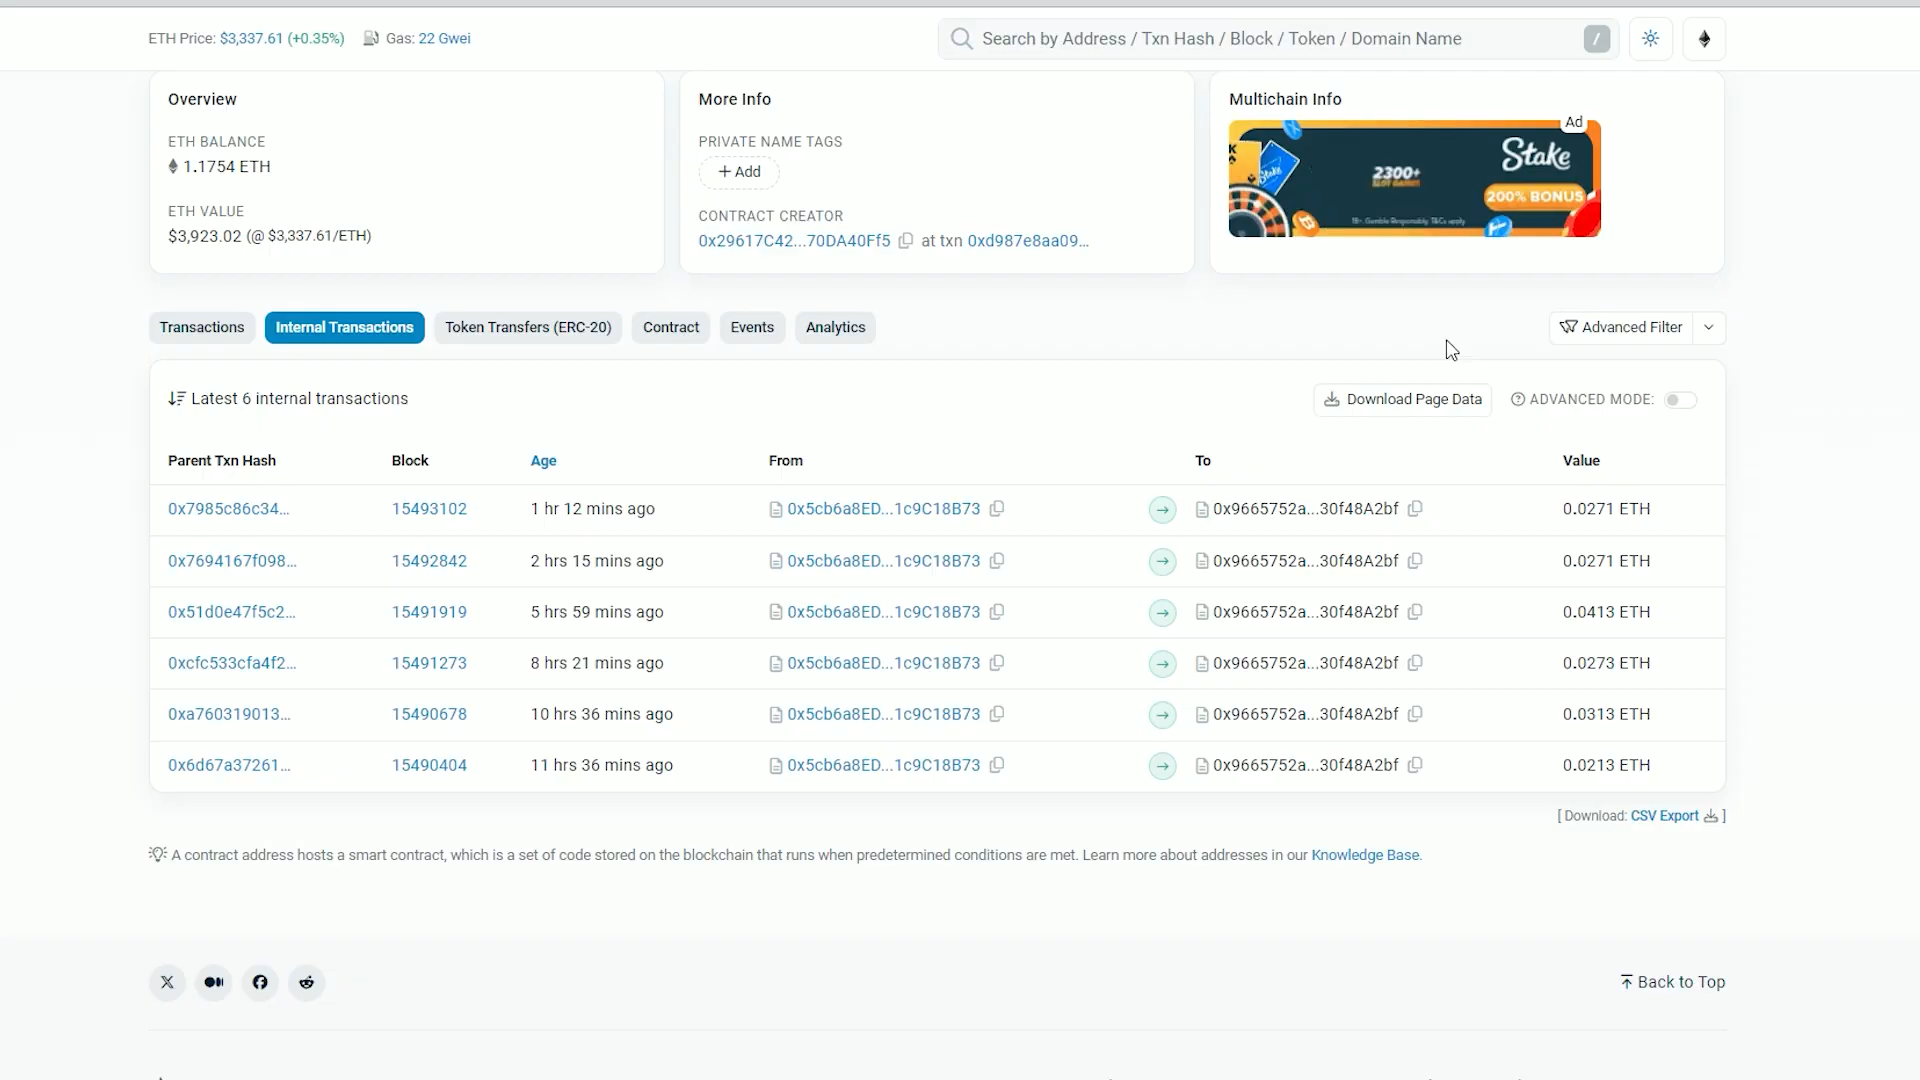 ETH Price: $3,337.61 (+0.35%) Gas: 22 Gwei
Search by Address / Txn Hash / Block / Token / Domain Name /
Overview
ETH BALANCE
1.1754 ETH
ETH VALUE
$3,923.02 (@ $3,337.61/ETH)
More Info
PRIVATE NAME TAGS
+ Add
CONTRACT CREATOR
0x29617C42...70DA40Ff5 at txn 0xd987e8aa09...
Multichain Info
Ad
Stake
2300+
SLOT GAMES
200% BONUS
18+. Gamble Responsibly. T&Cs apply
Transactions Internal Transactions Token Transfers (ERC-20) Contract Events Analytics Advanced Filter
Latest 6 internal transactions Download Page Data ADVANCED MODE:
Parent Txn Hash Block Age From To Value
0x7985c86c34... 15493102 1 hr 12 mins ago 0x5cb6a8ED...1c9C18B73 0x9665752a...30f48A2bf 0.0271 ETH
0x7694167f098... 15492842 2 hrs 15 mins ago 0x5cb6a8ED...1c9C18B73 0x9665752a...30f48A2bf 0.0271 ETH
0x51d0e47f5c2... 15491919 5 hrs 59 mins ago 0x5cb6a8ED...1c9C18B73 0x9665752a...30f48A2bf 0.0413 ETH
0xcfc533cfa4f2... 15491273 8 hrs 21 mins ago 0x5cb6a8ED...1c9C18B73 0x9665752a...30f48A2bf 0.0273 ETH
0xa760319013... 15490678 10 hrs 36 mins ago 0x5cb6a8ED...1c9C18B73 0x9665752a...30f48A2bf 0.0313 ETH
0x6d67a37261... 15490404 11 hrs 36 mins ago 0x5cb6a8ED...1c9C18B73 0x9665752a...30f48A2bf 0.0213 ETH
[ Download: CSV Export ]
A contract address hosts a smart contract, which is a set of code stored on the blockchain that runs when predetermined conditions are met. Learn more about addresses in our Knowledge Base.
Back to Top